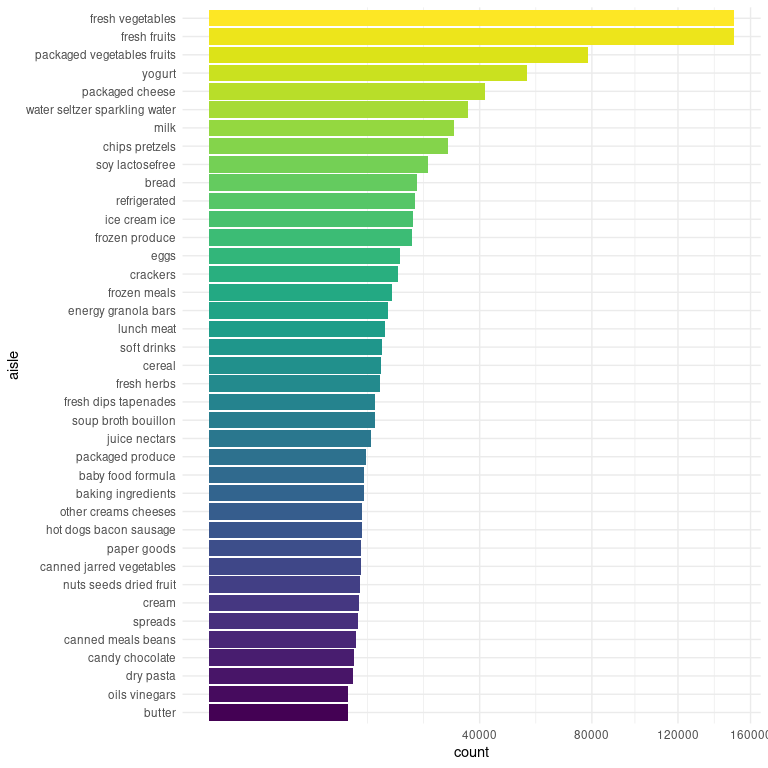 fresh vegetables
fresh fruits
packaged vegetables fruits
yogurt
packaged cheese
water seltzer sparkling water
milk
chips pretzels
soy lactosefree
bread
refrigerated
ice cream ice
frozen produce
eggs
crackers
frozen meals
energy granola bars
lunch meat
soft drinks
cereal
fresh herbs
fresh dips tapenades
soup broth bouillon
juice nectars
packaged produce
baby food formula
baking ingredients
other creams cheeses
hot dogs bacon sausage
paper goods
canned jarred vegetables
nuts seeds dried fruit
cream
spreads
canned meals beans
candy chocolate
dry pasta
oils vinegars
butter
aisle
40000 80000 120000 160000
count